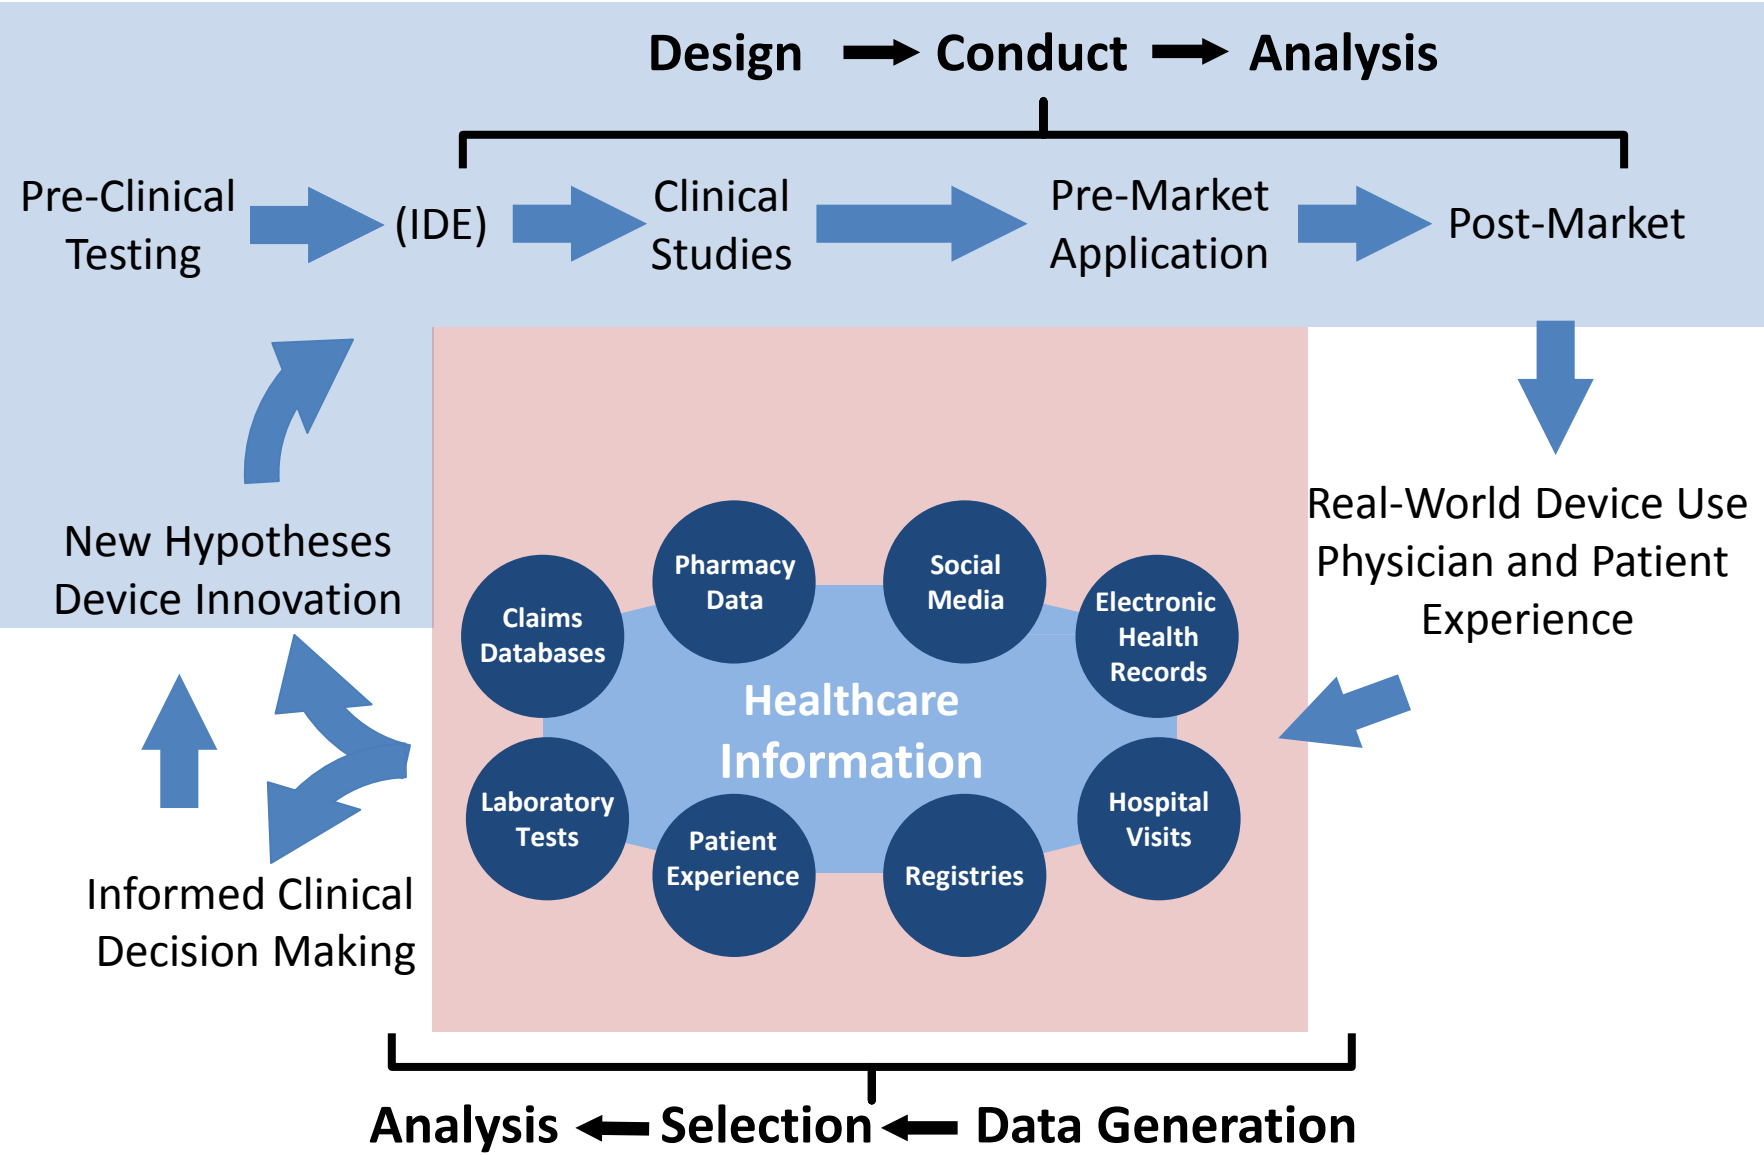 Design Conduct Analysis
Pre-Clinical
Testing
(IDE)
Clinical
Studies
Pre-Market
Application
Post-Market
Real-World Device Use
Physician and Patient
Experience
New Hypotheses
Device Innovation
Informed Clinical
Decision Making
Pharmacy
Data
Social
Media
Claims
Databases
Electronic
Health
Records
Healthcare
Information
Laboratory
Tests
Hospital
Visits
Patient
Experience
Registries
Analysis Selection Data Generation